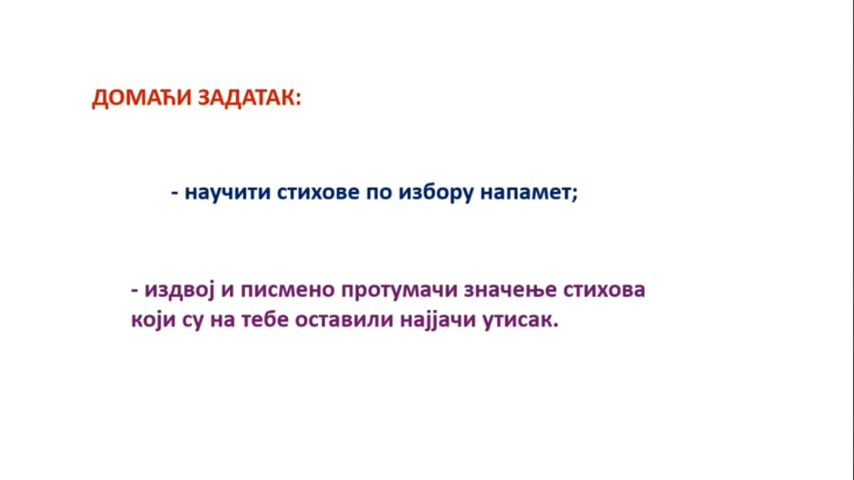 ДОМАЋИ ЗАДАТАК:
- научити стихове по избору напамет;
- издвој и писмено протумачи значење стихова
који су на тебе оставили најјачи утисак.